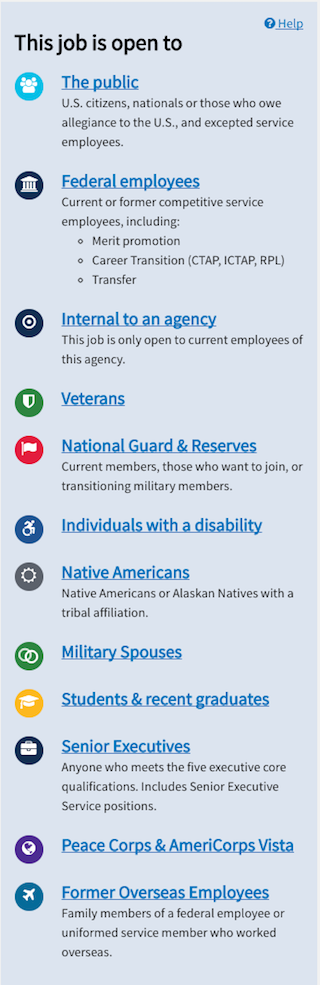 Help
This job is open to
The public
U.S. citizens, nationals or those who owe
allegiance to the U.S., and excepted service
employees.
Federal employees
Current or former competitive service
employees, including:
Merit promotion
Career Transition (CTAP, ICTAP, RPL)
Transfer
Internal to an agency
This job is only open to current employees of
this agency.
Veterans
National Guard & Reserves
Current members, those who want to join, or
transitioning military members.
Individuals with a disability
Native Americans
Native Americans or Alaskan Natives with a
tribal affiliation.
Military Spouses
Students & recent graduates
Senior Executives
Anyone who meets the five executive core
qualifications. Includes Senior Executive
Service positions.
Peace Corps & AmeriCorps Vista
Former Overseas Employees
Family members of a federal employee or
uniformed service member who worked
overseas.